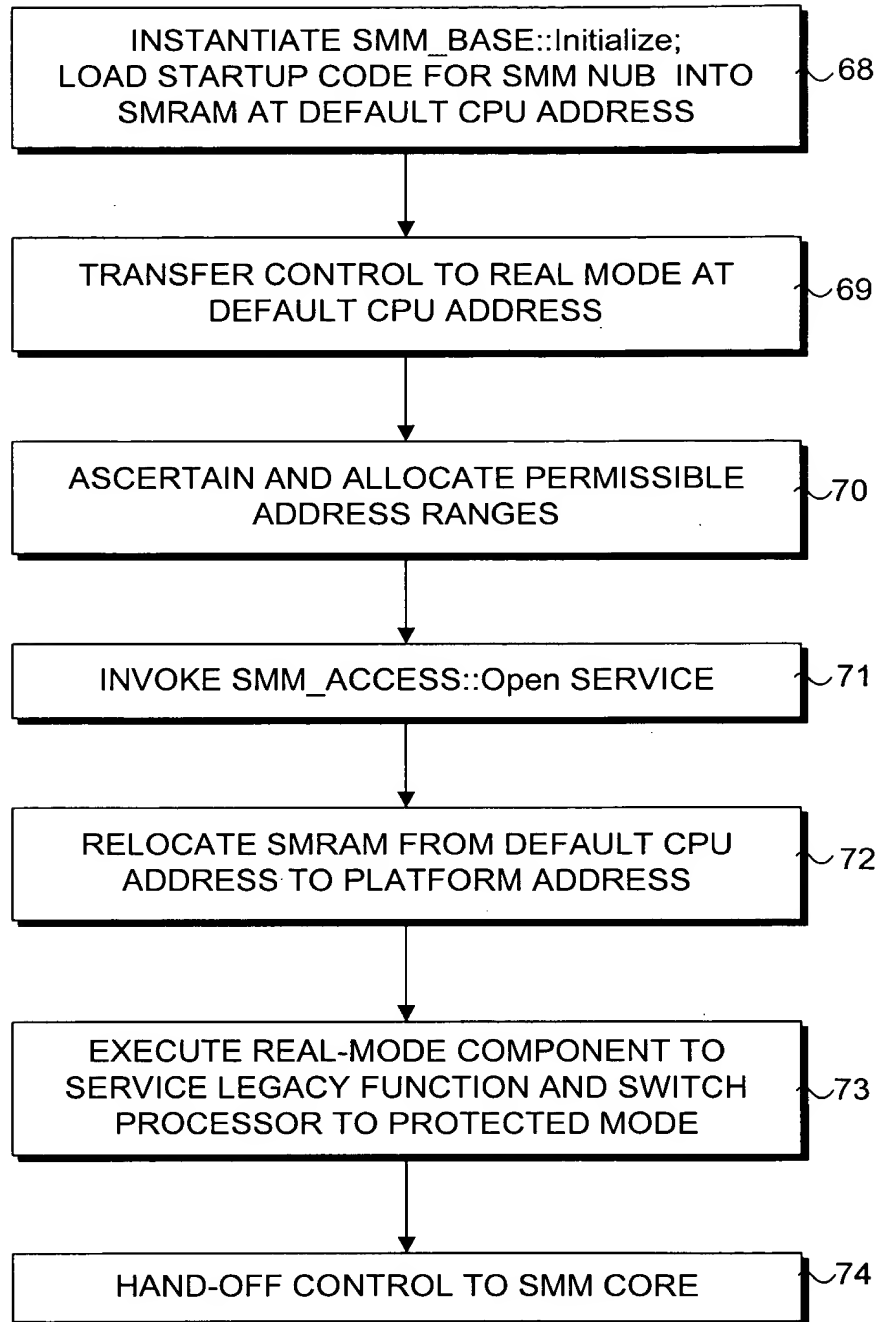 INSTANTIATE SMM_BASE::Initialize;
LOAD STARTUP CODE FOR SMM NUB INTO
SMRAM AT DEFAULT CPU ADDRESS
68
TRANSFER CONTROL TO REAL MODE AT
DEFAULT CPU ADDRESS
69
ASCERTAIN AND ALLOCATE PERMISSIBLE
ADDRESS RANGES
70
INVOKE SMM_ACCESS::Open SERVICE
71
RELOCATE SMRAM FROM DEFAULT CPU
ADDRESS TO PLATFORM ADDRESS
72
EXECUTE REAL-MODE COMPONENT TO
SERVICE LEGACY FUNCTION AND SWITCH
PROCESSOR TO PROTECTED MODE
73
HAND-OFF CONTROL TO SMM CORE
74